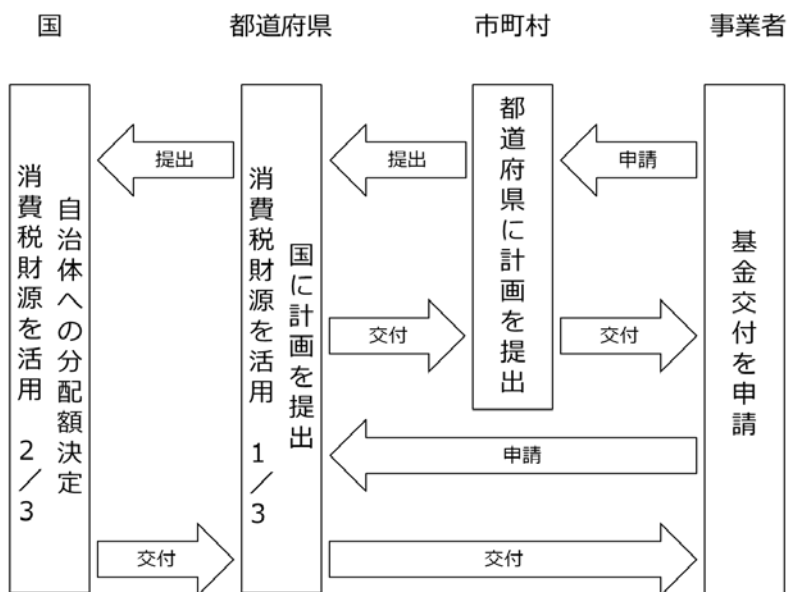 国
都道府県
市町村
事業者
自治体への分配額決定
消費税財源を活用 2/3
提出
国に計画を提出
消費税財源を活用 1/3
提出
都道府県に計画を提出
申請
基金交付を申請
交付
交付
申請
交付
交付